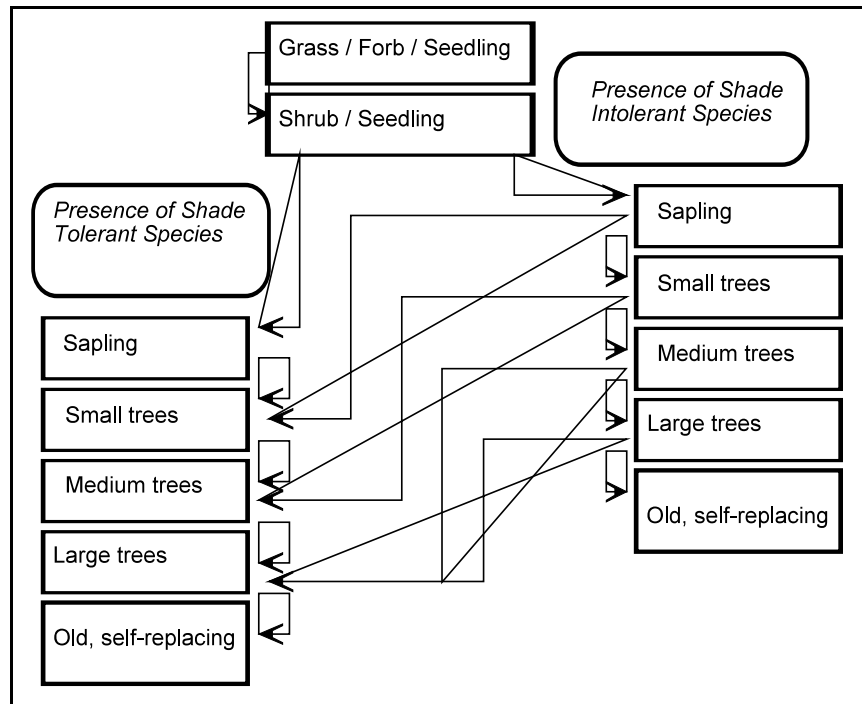 Grass / Forb / Seedling
Shrub / Seedling
Presence of Shade
Intolerant Species
Presence of Shade
Tolerant Species
Sapling
Small trees
Medium trees
Large trees
Old, self-replacing
Sapling
Small trees
Medium trees
Large trees
Old, self-replacing